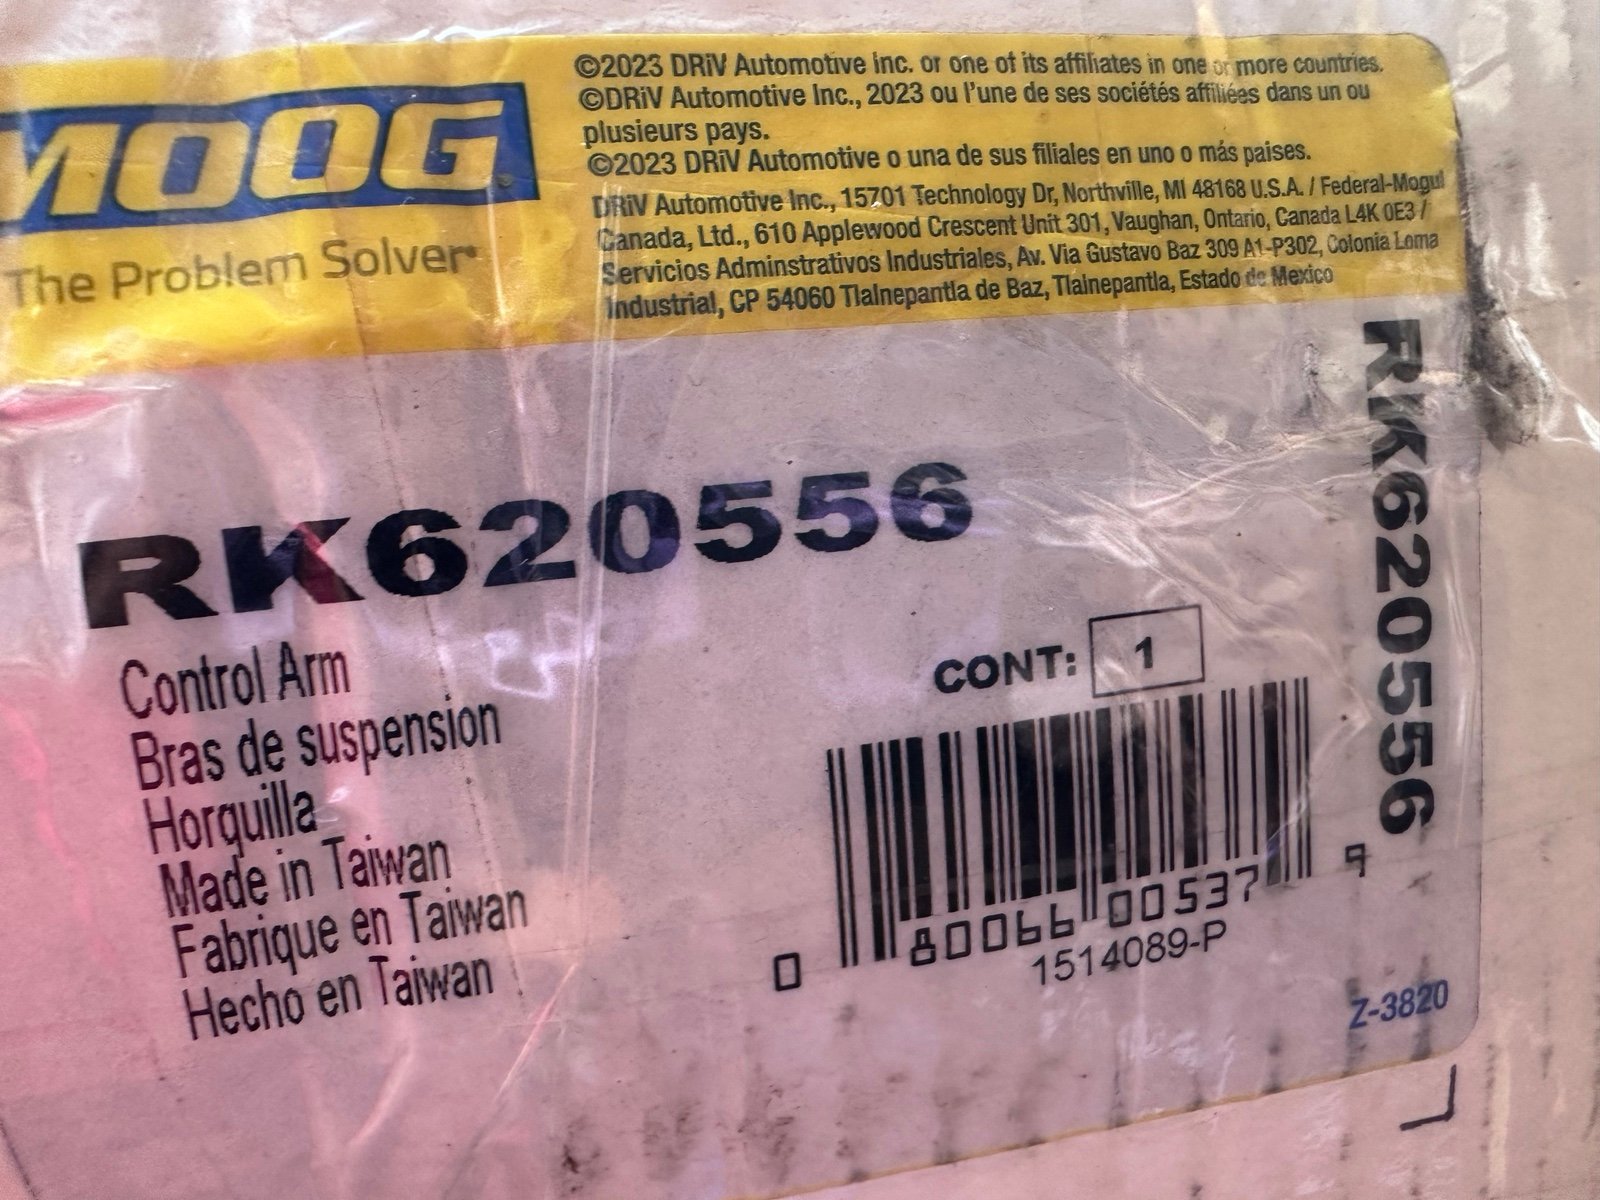 MOOG
The Problem Solver
©2023 DRiV Automotive Inc. or one of its affiliates in one or more countries.
©DRiV Automotive Inc., 2023 ou l'une de ses sociétés affiliées dans un ou
plusieurs pays.
©2023 DRiV Automotive o una de sus filiales en uno o más paises.
DRiV Automotive Inc., 15701 Technology Dr, Northville, MI 48168 U.S.A. / Federal-Mogul
Canada, Ltd., 610 Applewood Crescent Unit 301, Vaughan, Ontario, Canada L4K 0E3 /
Servicios Adminstrativos Industriales, Av. Via Gustavo Baz 309 A1-P302, Colonia Loma
Industrial, CP 54060 Tlalnepantla de Baz, Tlalnepantla, Estado de Mexico
RK620556
RK620556
Control Arm
Bras de suspension
Horquilla
Made in Taiwan
Fabrique en Taiwan
Hecho en Taiwan
CONT: 1
0 80066 00537 9
1514089-P
Z-3820